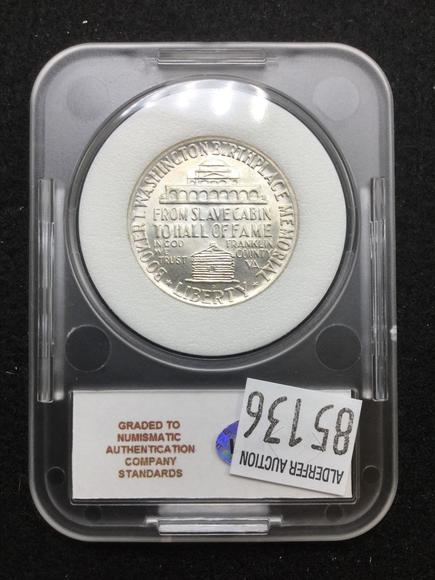 BOOKER T. WASHINGTON BIRTHPLACE MEMORIAL
FROM SLAVE CABIN
TO HALL OF FAME
IN GOD FRANKLIN
WE COUNTY
TRUST VA.
LIBERTY
GRADED TO
NUMISMATIC
AUTHENTICATION
COMPANY
STANDARDS
85136
ALDERFER AUCTION